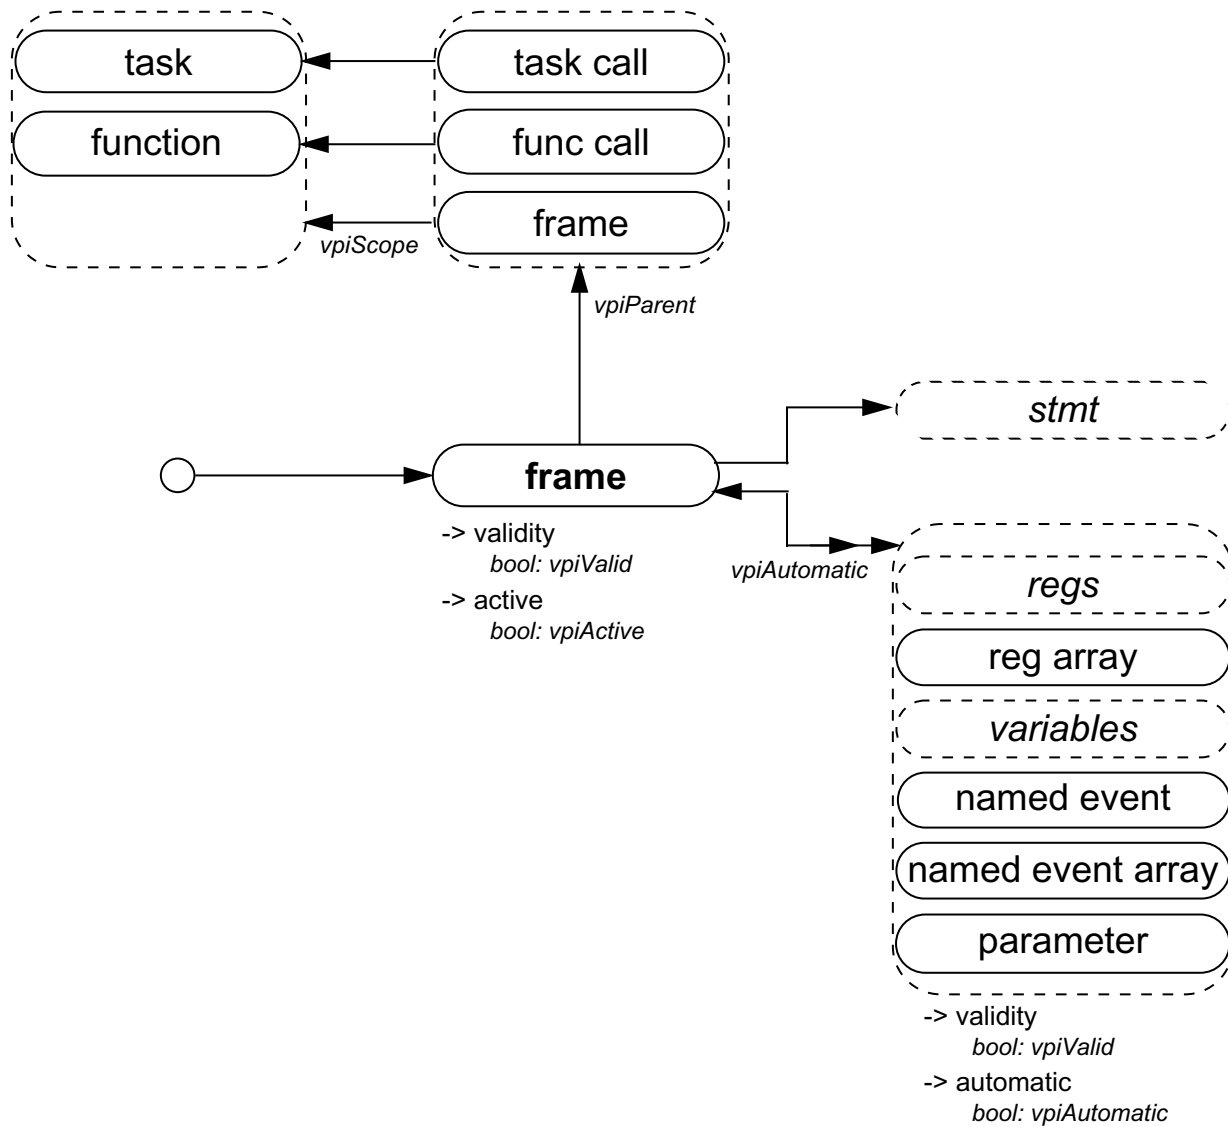 task
task call
function
func call
frame
vpiScope
vpiParent
stmt
frame
-> validity
bool: vpiValid
-> active
bool: vpiActive
vpiAutomatic
regs
reg array
variables
named event
named event array
parameter
-> validity
bool: vpiValid
-> automatic
bool: vpiAutomatic